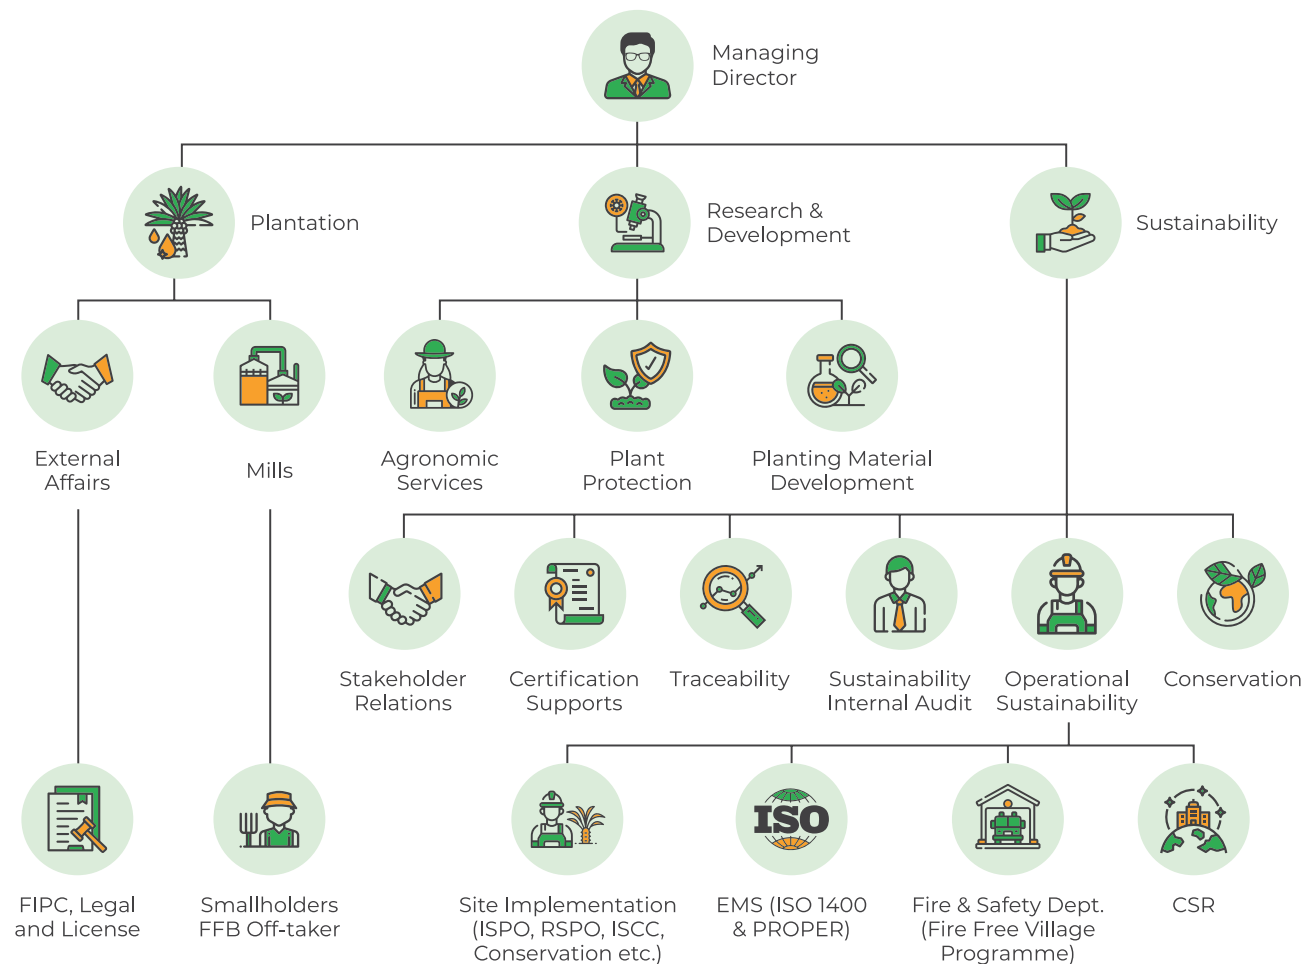 Managing
Director
Plantation
Research &
Development
Sustainability
External
Affairs
Mills
Agronomic
Services
Plant
Protection
Planting Material
Development
Stakeholder
Relations
Certification
Supports
Traceability
Sustainability
Internal Audit
Operational
Sustainability
Conservation
ISO
FIPC, Legal
and License
Smallholders
FFB Off-taker
Site Implementation
(ISPO, RSPO, ISCC,
Conservation etc.)
EMS (ISO 1400
& PROPER)
Fire & Safety Dept.
(Fire Free Village
Programme)
CSR